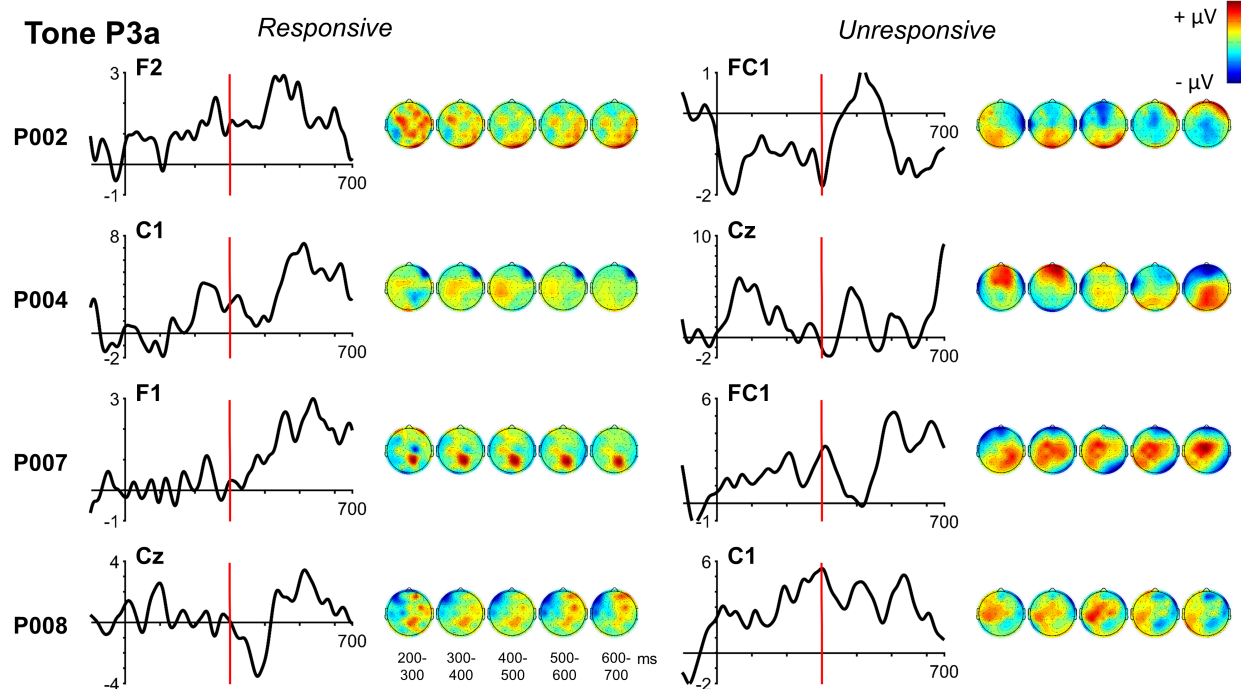 Tone P3a
Responsive
Unresponsive
+ µV
- µV
P002
F2
3
-1
700
FC1
1
-2
700
P004
C1
8
-2
700
Cz
10
-2
700
P007
F1
3
-1
700
FC1
6
-1
700
P008
Cz
4
-4
700
C1
6
-2
700
200- 300- 400- 500- 600- ms
300 400 500 600 700